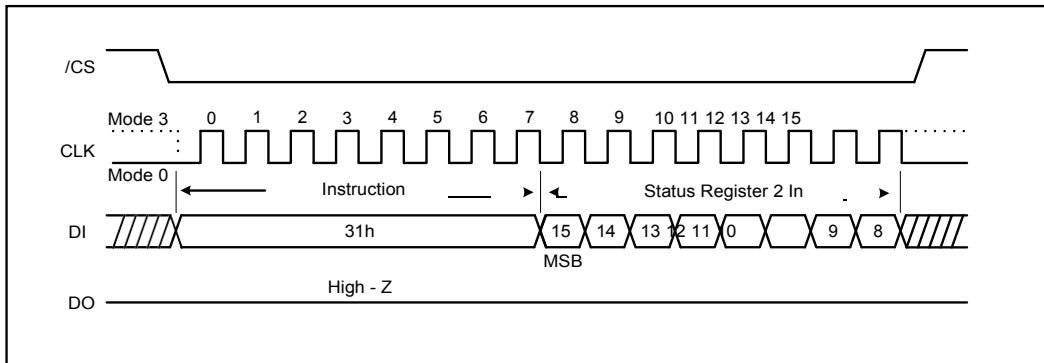 /CS
Mode 3 0 1 2 3 4 5 6 7 8 9 10 11 12 13 14 15
CLK
Mode 0
Instruction Status Register 2 In
DI 31h 15 14 13 12 11 0 9 8
MSB
High - Z
DO